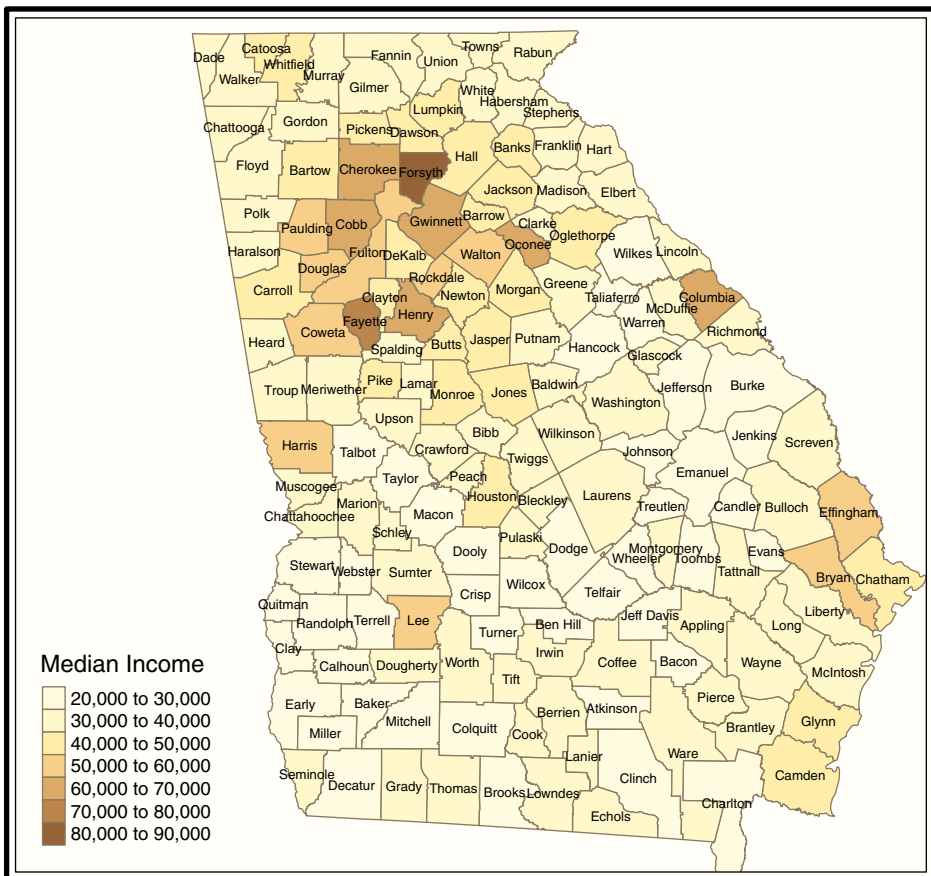 Dade
Catoosa
Whitfield
Walker
Murray
Fannin
Union
Towns
Rabun
Gilmer
White
Habersham
Stephens
Lumpkin
Chattooga
Gordon
Pickens
Dawson
Hall
Banks
Franklin
Hart
Floyd
Bartow
Cherokee
Forsyth
Jackson
Madison
Elbert
Polk
Paulding
Cobb
Gwinnett
Barrow
Clarke
Oconee
Oglethorpe
Wilkes
Lincoln
Haralson
Fulton
DeKalb
Walton
Douglas
Rockdale
Morgan
Greene
Taliaferro
McDuffie
Columbia
Carroll
Clayton
Newton
Fayette
Henry
Warren
Richmond
Coweta
Heard
Spalding
Butts
Jasper
Putnam
Hancock
Glascock
Troup
Meriwether
Pike
Lamar
Monroe
Jones
Baldwin
Washington
Jefferson
Burke
Upson
Bibb
Wilkinson
Jenkins
Screven
Harris
Talbot
Crawford
Twiggs
Johnson
Emanuel
Taylor
Peach
Muscogee
Houston
Bleckley
Laurens
Treutlen
Candler
Bulloch
Effingham
Chattahoochee
Marion
Macon
Schley
Pulaski
Dodge
Montgomery
Wheeler
Toombs
Evans
Tattnall
Bryan
Chatham
Stewart
Webster
Sumter
Dooly
Wilcox
Telfair
Crisp
Quitman
Randolph
Terrell
Lee
Turner
Ben Hill
Jeff Davis
Appling
Long
Liberty
Clay
Calhoun
Dougherty
Worth
Irwin
Tift
Coffee
Bacon
Wayne
McIntosh
Early
Baker
Mitchell
Colquitt
Berrien
Cook
Atkinson
Pierce
Brantley
Glynn
Miller
Lanier
Ware
Camden
Seminole
Decatur
Grady
Thomas
Brooks
Lowndes
Clinch
Echols
Charlton
Median Income
20,000 to 30,000
30,000 to 40,000
40,000 to 50,000
50,000 to 60,000
60,000 to 70,000
70,000 to 80,000
80,000 to 90,000